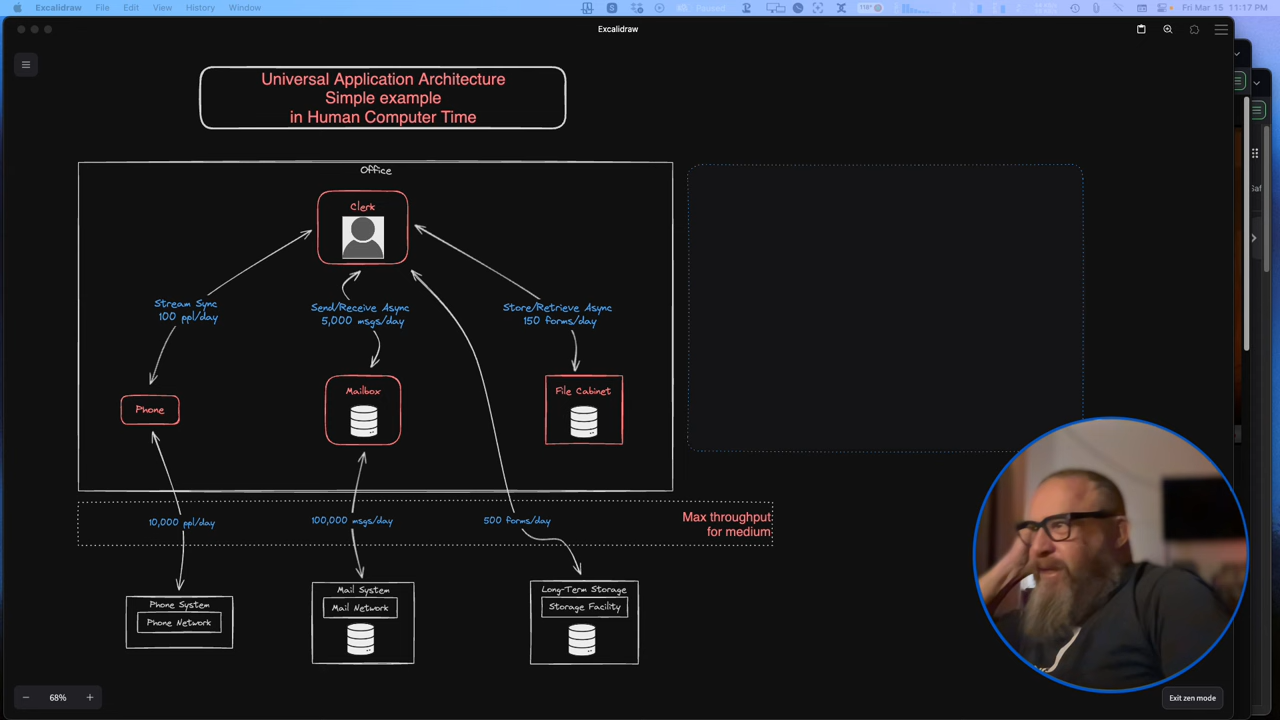 Excalidraw File Edit View History Window
Paused
118°
Fri Mar 15 11:17 PM
Excalidraw
Universal Application Architecture
Simple example
in Human Computer Time
Office
Clerk
Stream Sync
100 ppl/day
Send/Receive Async
5,000 msgs/day
Store/Retrieve Async
150 forms/day
Phone
Mailbox
File Cabinet
10,000 ppl/day
100,000 msgs/day
500 forms/day
Max throughput
for medium
Phone System
Phone Network
Mail System
Mail Network
Long-Term Storage
Storage Facility
68%
Exit zen mode